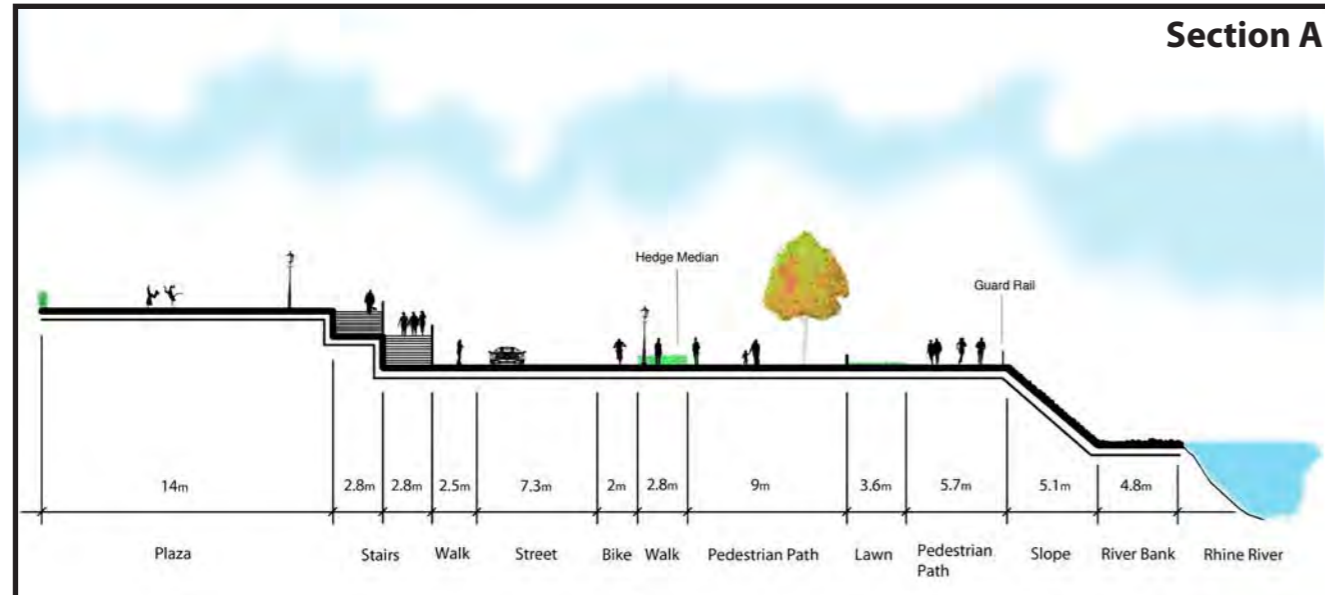 Section A
Hedge Median
Guard Rail
14m
2.8m
2.8m
2.5m
7.3m
2m
2.8m
9m
3.6m
5.7m
5.1m
4.8m
Plaza
Stairs
Walk
Street
Bike
Walk
Pedestrian Path
Lawn
Pedestrian
Path
Slope
River Bank
Rhine River